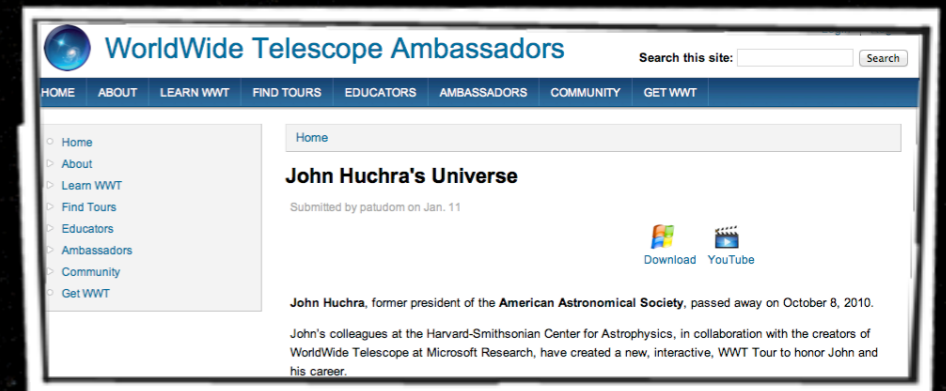 WorldWide Telescope Ambassadors
Search this site:
Search
HOME ABOUT LEARN WWT FIND TOURS EDUCATORS AMBASSADORS COMMUNITY GET WWT
Home
About
Learn WWT
Find Tours
Educators
Ambassadors
Community
Get WWT
Home
John Huchra's Universe
Submitted by patudom on Jan. 11
Download YouTube
John Huchra, former president of the American Astronomical Society, passed away on October 8, 2010.
John's colleagues at the Harvard-Smithsonian Center for Astrophysics, in collaboration with the creators of
WorldWide Telescope at Microsoft Research, have created a new, interactive, WWT Tour to honor John and
his career.